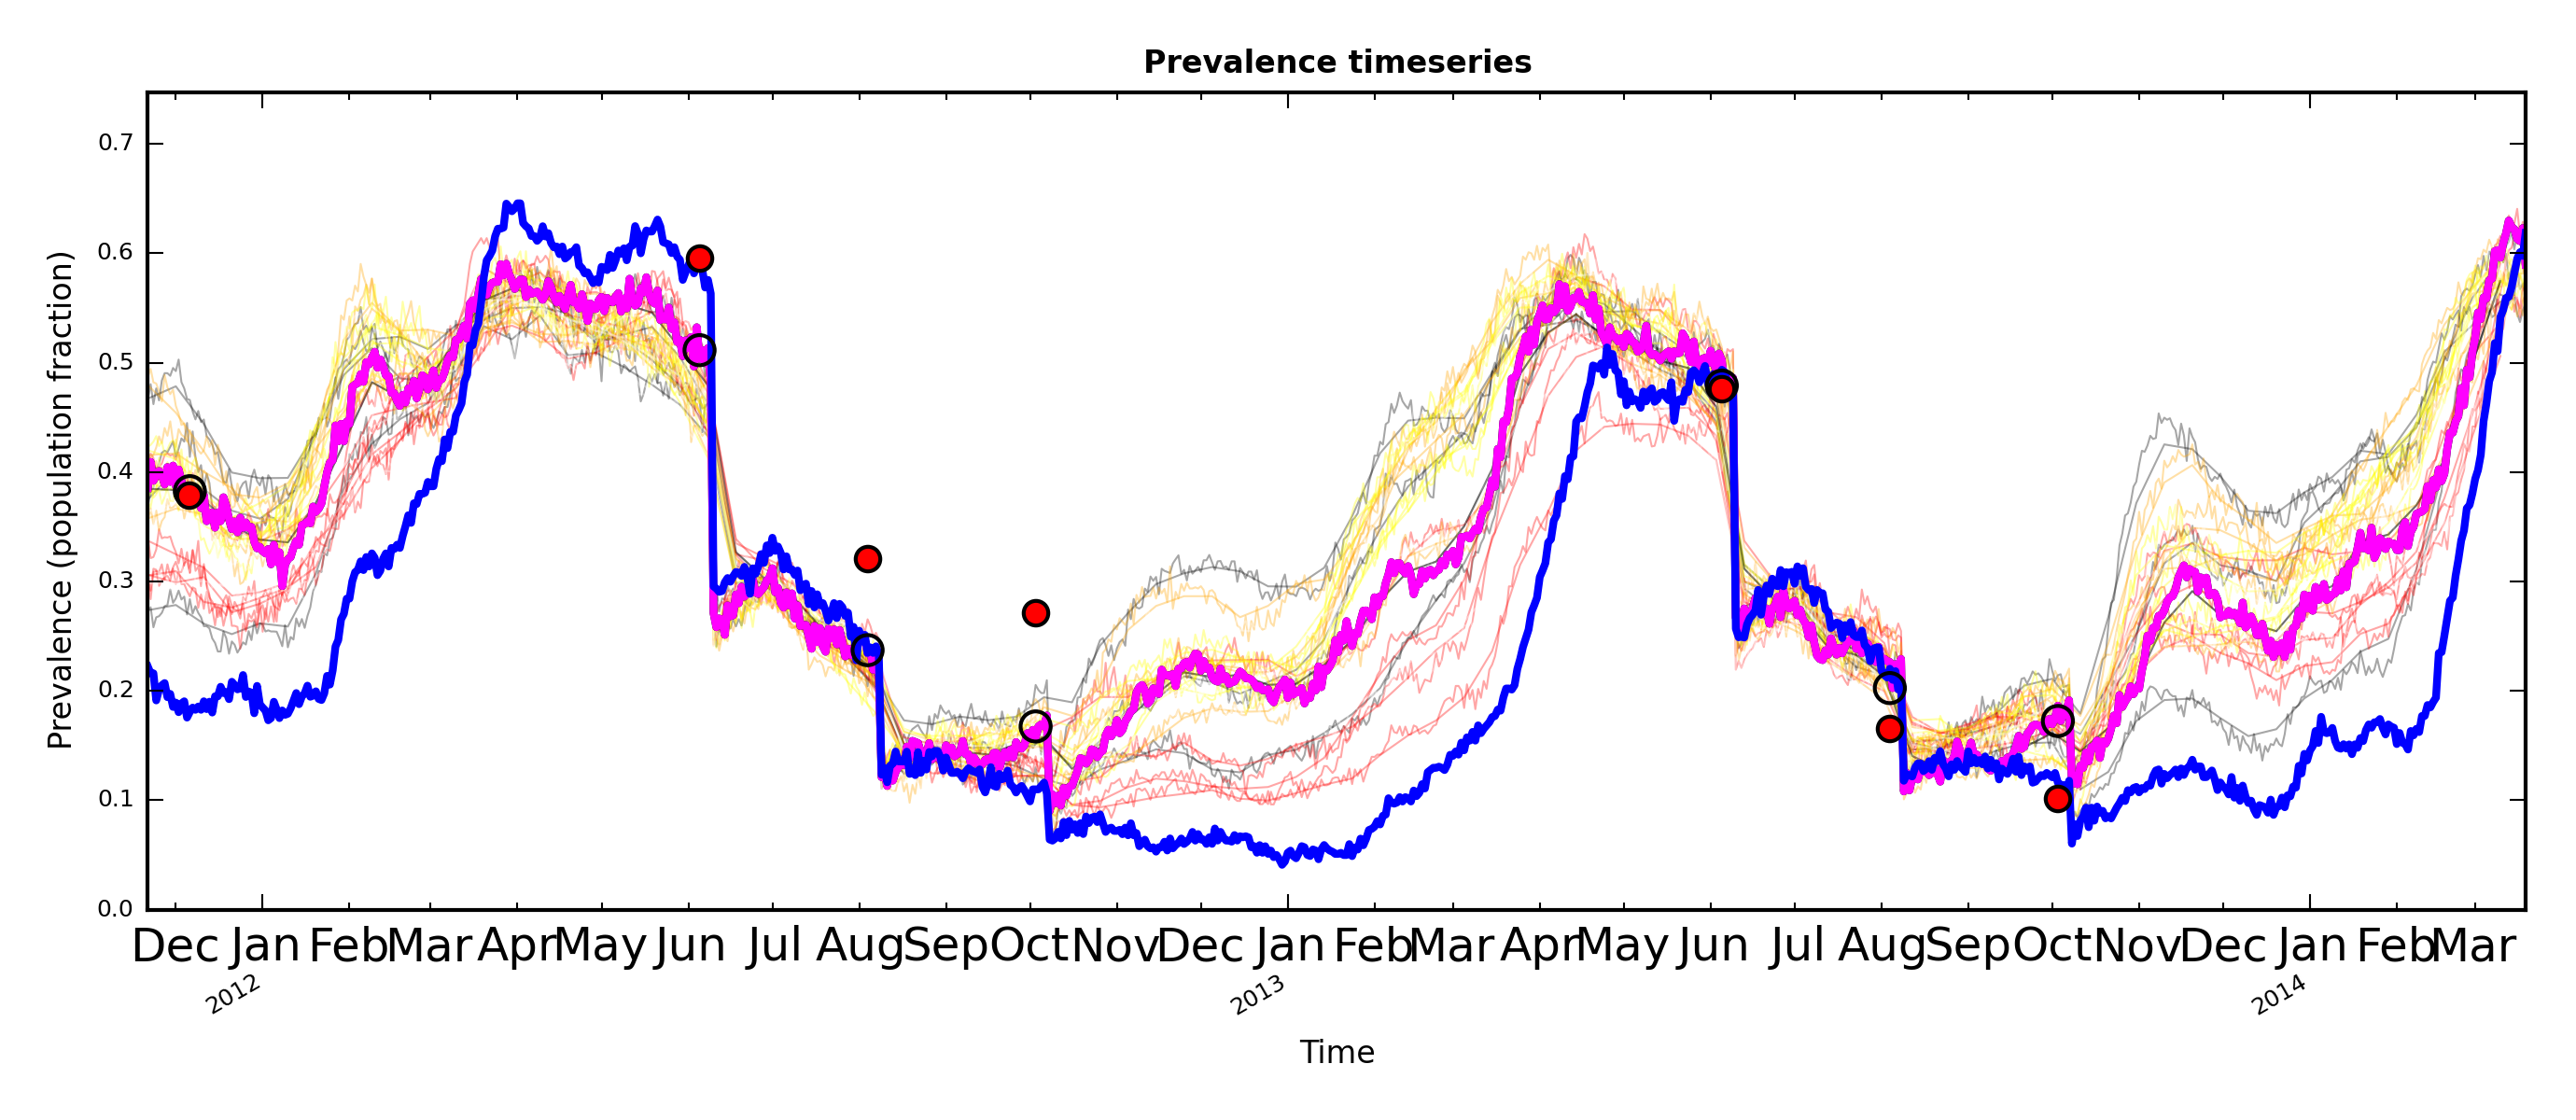 Prevalence timeseries
0.7
0.6
0.5
0.4
0.3
0.2
0.1
0.0
Prevalence (population fraction)
Dec Jan Feb Mar Apr May Jun Jul Aug Sep Oct Nov Dec Jan Feb Mar Apr May Jun Jul Aug Sep Oct Nov Dec Jan Feb Mar
2012 2013 2014
Time